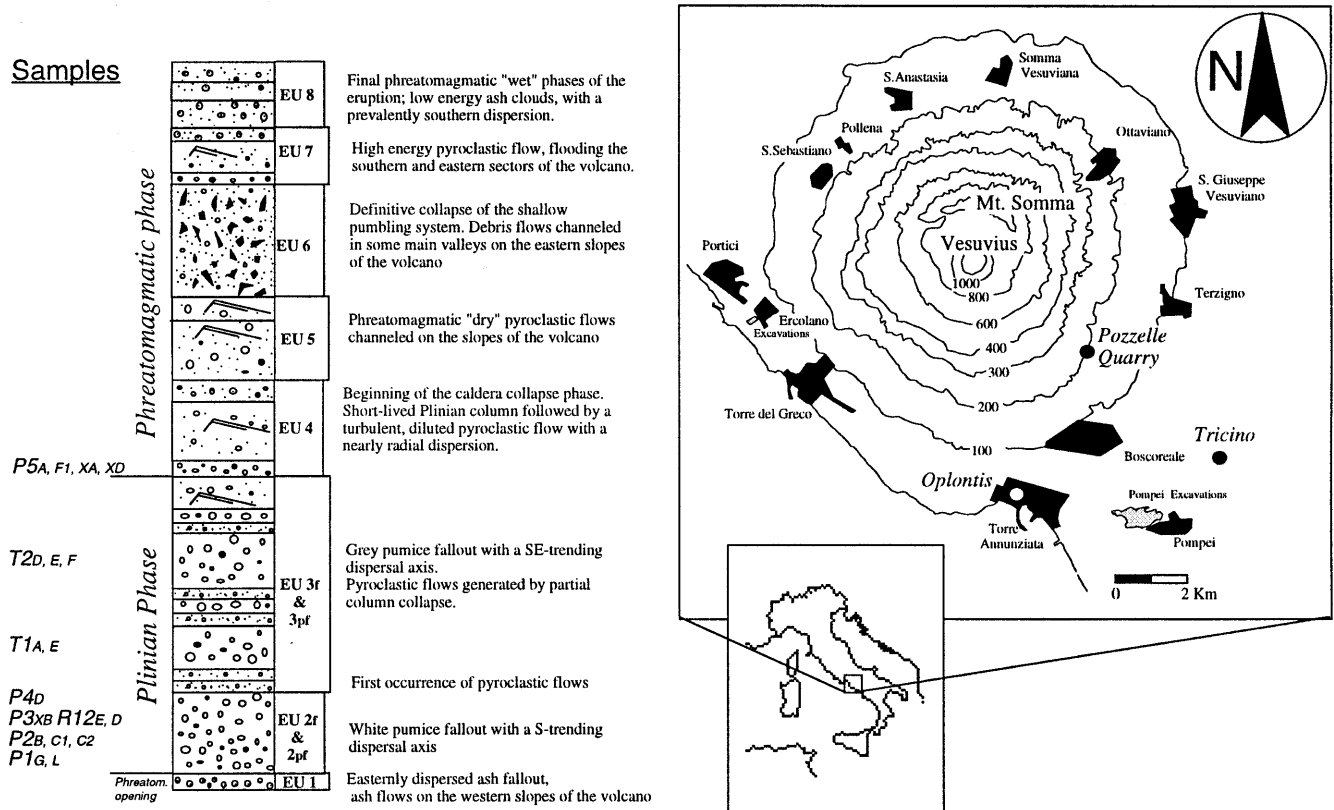 Samples
Phreatomagmatic phase
Plinian Phase
P5A, F1, XA, XD
T2D, E, F
T1A, E
P4D
P3XB R12E, D
P2B, C1, C2
P1G, L
Phreatom.
opening
EU 8
EU 7
EU 6
EU 5
EU 4
EU 3f
&
3pf
EU 2f
&
2pf
EU 1
Final phreatomagmatic "wet" phases of the
eruption; low energy ash clouds, with a
prevalently southern dispersion.
High energy pyroclastic flow, flooding the
southern and eastern sectors of the volcano.
Definitive collapse of the shallow
pumbling system. Debris flows channeled
in some main valleys on the eastern slopes
of the volcano
Phreatomagmatic "dry" pyroclastic flows
channeled on the slopes of the volcano
Beginning of the caldera collapse phase.
Short-lived Plinian column followed by a
turbulent, diluted pyroclastic flow with a
nearly radial dispersion.
Grey pumice fallout with a SE-trending
dispersal axis.
Pyroclastic flows generated by partial
column collapse.
First occurrence of pyroclastic flows
White pumice fallout with a S-trending
dispersal axis
Easternly dispersed ash fallout,
ash flows on the western slopes of the volcano
N
Somma
Vesuviana
S.Anastasia
Pollena
S.Sebastiano
Ottaviano
S. Giuseppe
Vesuviano
Mt. Somma
Vesuvius
Portici
Ercolano
Excavations
Terzigno
1000
800
600
400
300
200
100
Pozzelle
Quarry
Torre del Greco
Boscoreale
Tricino
Oplontis
Torre
Annunziata
Pompei Excavations
Pompei
0 2 Km